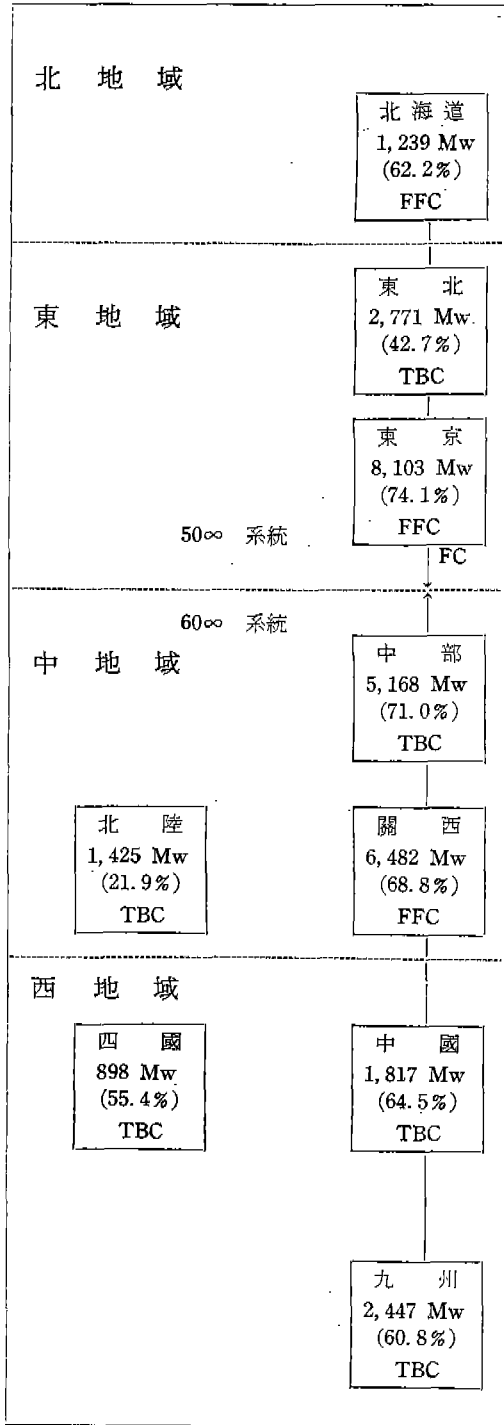 北 地 域
北 海 道
1, 239 Mw
(62. 2%)
FFC
東 地 域
東 北
2, 771 Mw.
(42. 7%)
TBC
東 京
8, 103 Mw
(74. 1%)
FFC
50∞ 系統
FC
60∞ 系統
中 地 域
中 部
5, 168 Mw
(71. 0%)
TBC
北 陸
1, 425 Mw
(21. 9%)
TBC
關 西
6, 482 Mw
(68. 8%)
FFC
西 地 域
四 國
898 Mw
(55. 4%)
TBC
中 國
1, 817 Mw
(64. 5%)
TBC
九 州
2, 447 Mw
(60. 8%)
TBC